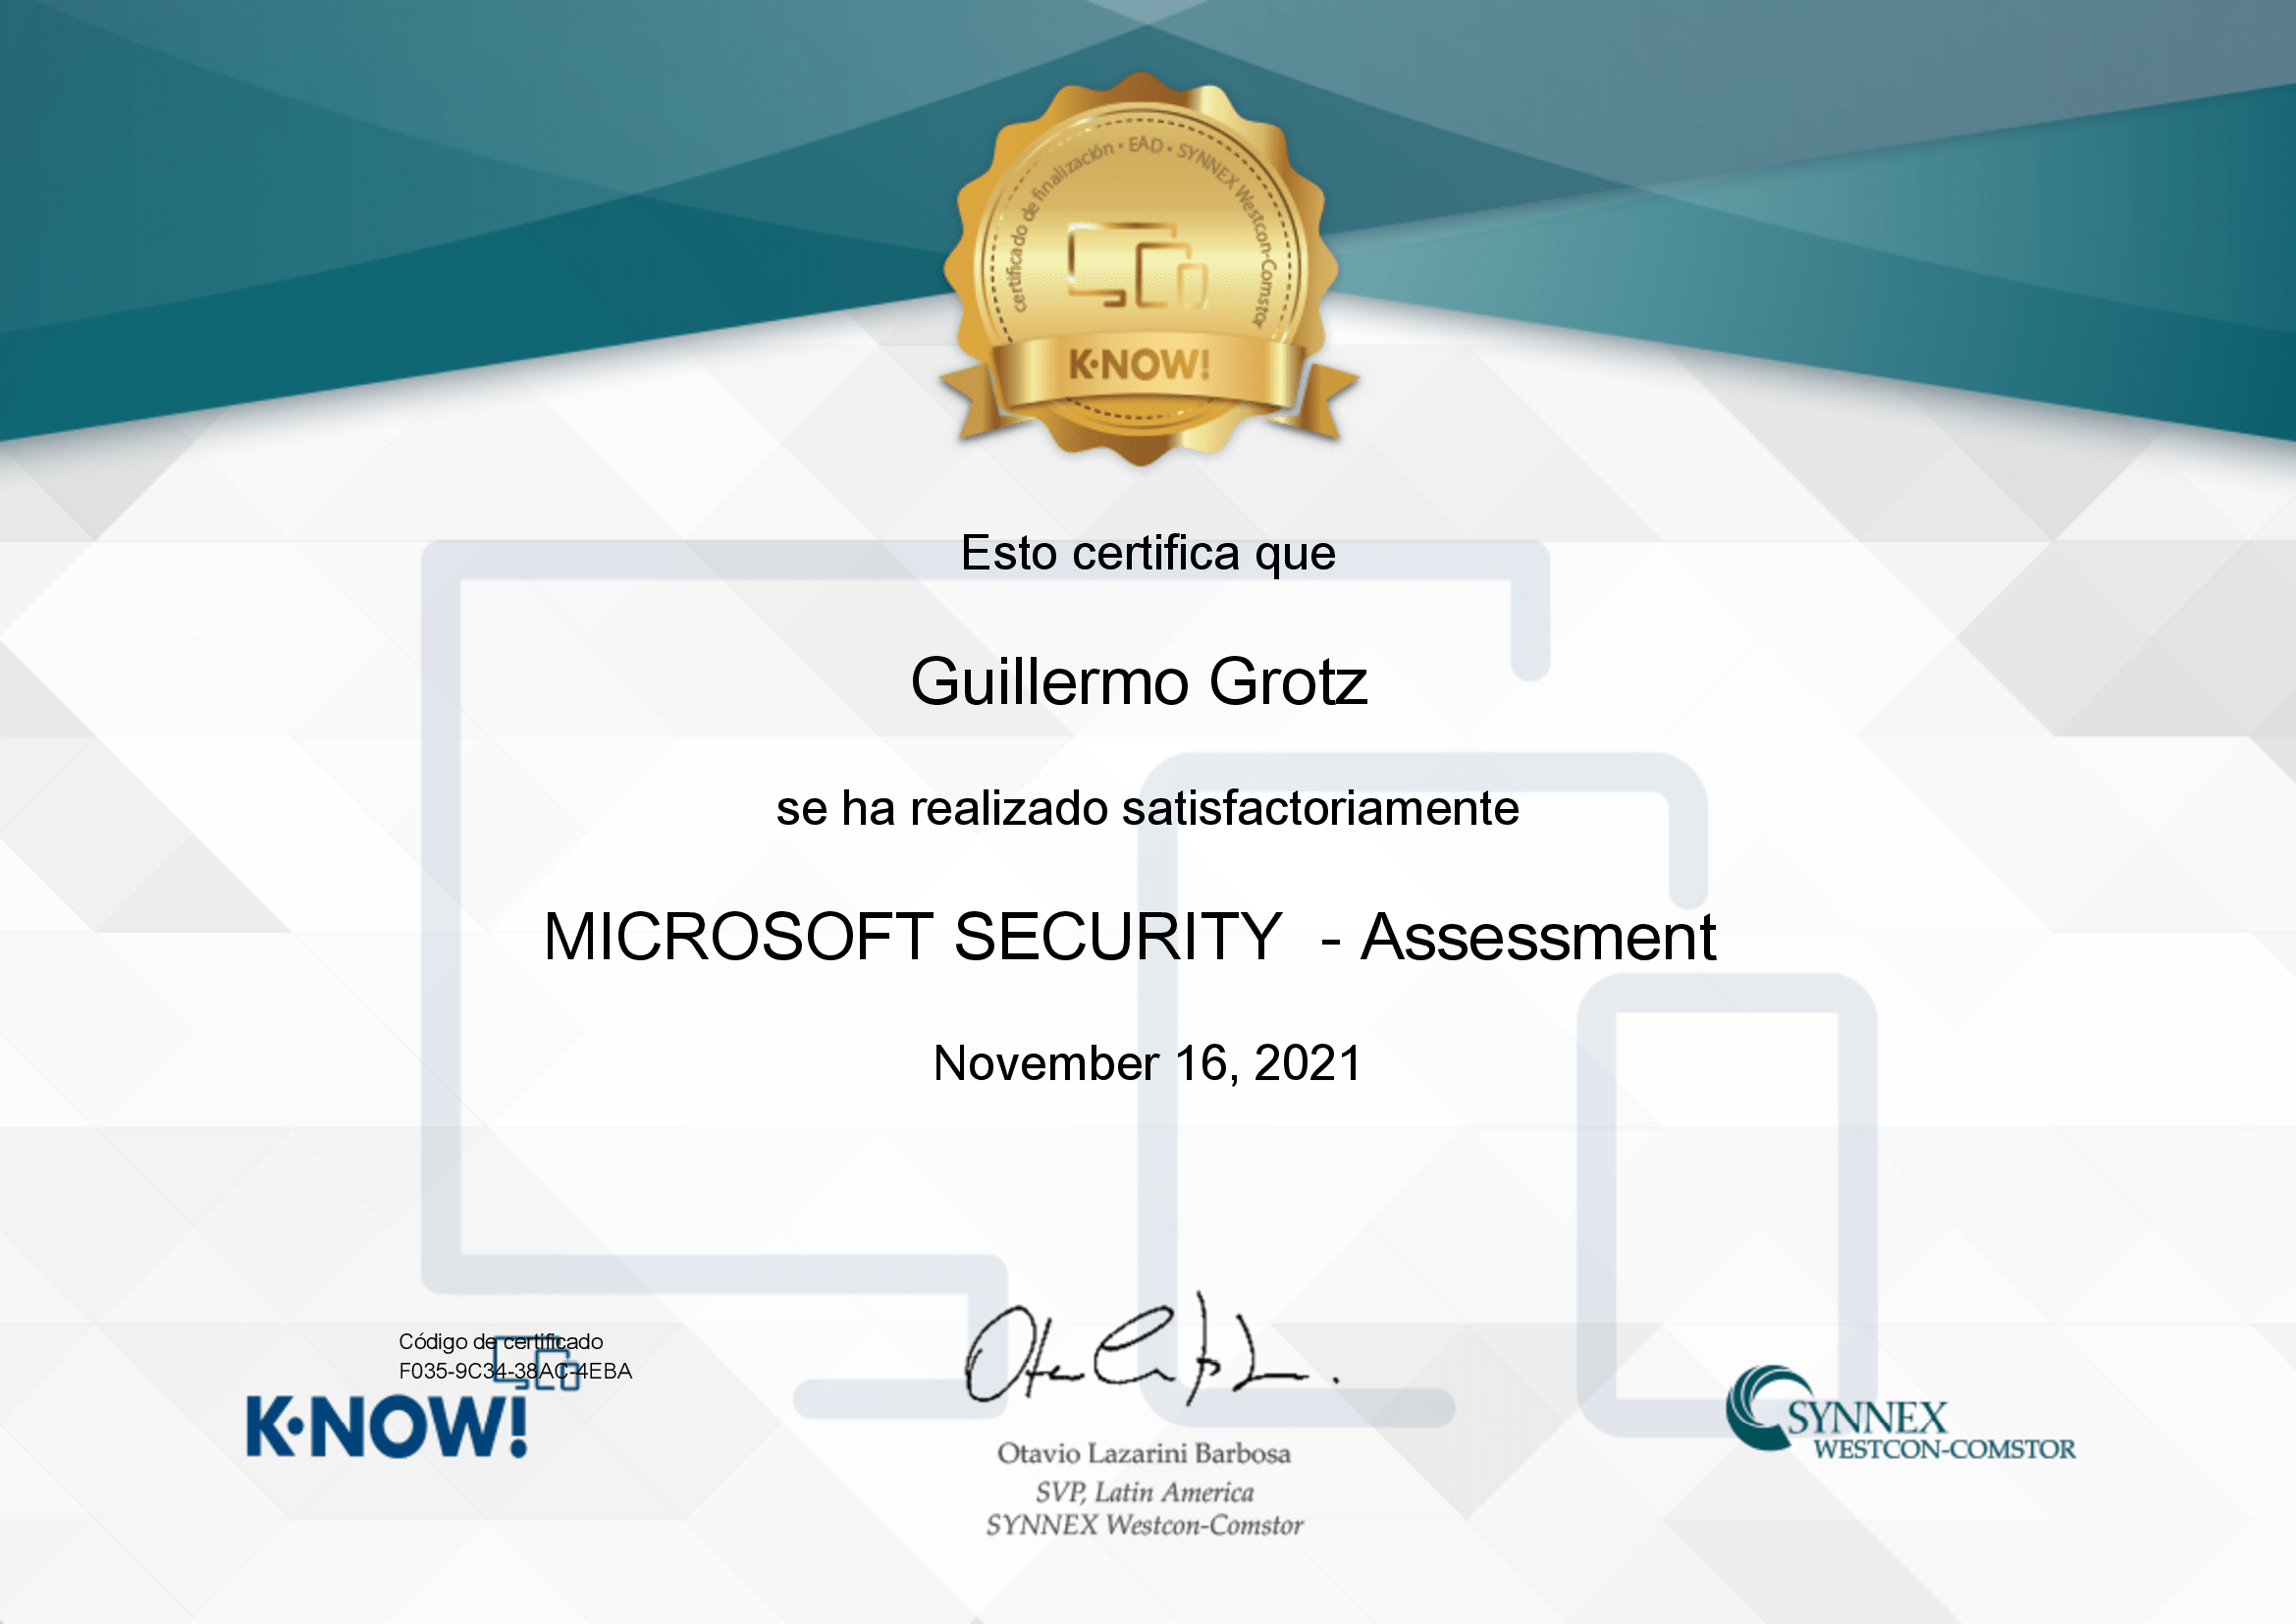 certificado de finalización • EAD • SYNNEX Westcon-Comstor
K•NOW!
Esto certifica que
Guillermo Grotz
se ha realizado satisfactoriamente
MICROSOFT SECURITY - Assessment
November 16, 2021
Código de certificado
F035-9C34-38AC-4EBA
K•NOW!
Otavio Lazarini Barbosa
SVP, Latin America
SYNNEX Westcon-Comstor
SYNNEX
WESTCON-COMSTOR